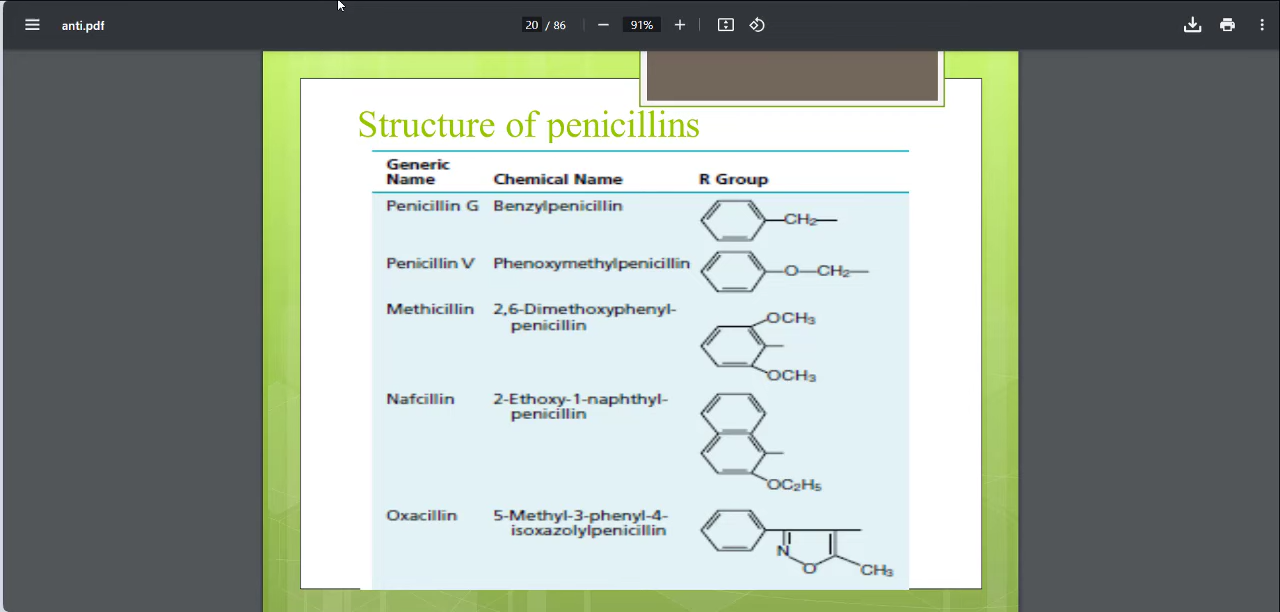 anti.pdf
20 / 86
91%
Structure of penicillins
Generic Name Chemical Name R Group
Penicillin G Benzylpenicillin
CH2
Penicillin V Phenoxymethylpenicillin
O—CH2
Methicillin 2,6-Dimethoxyphenyl-
penicillin
OCH3
OCH3
Nafcillin 2-Ethoxy-1-naphthyl-
penicillin
OC2H5
Oxacillin 5-Methyl-3-phenyl-4-
isoxazolylpenicillin
N
O
CH3